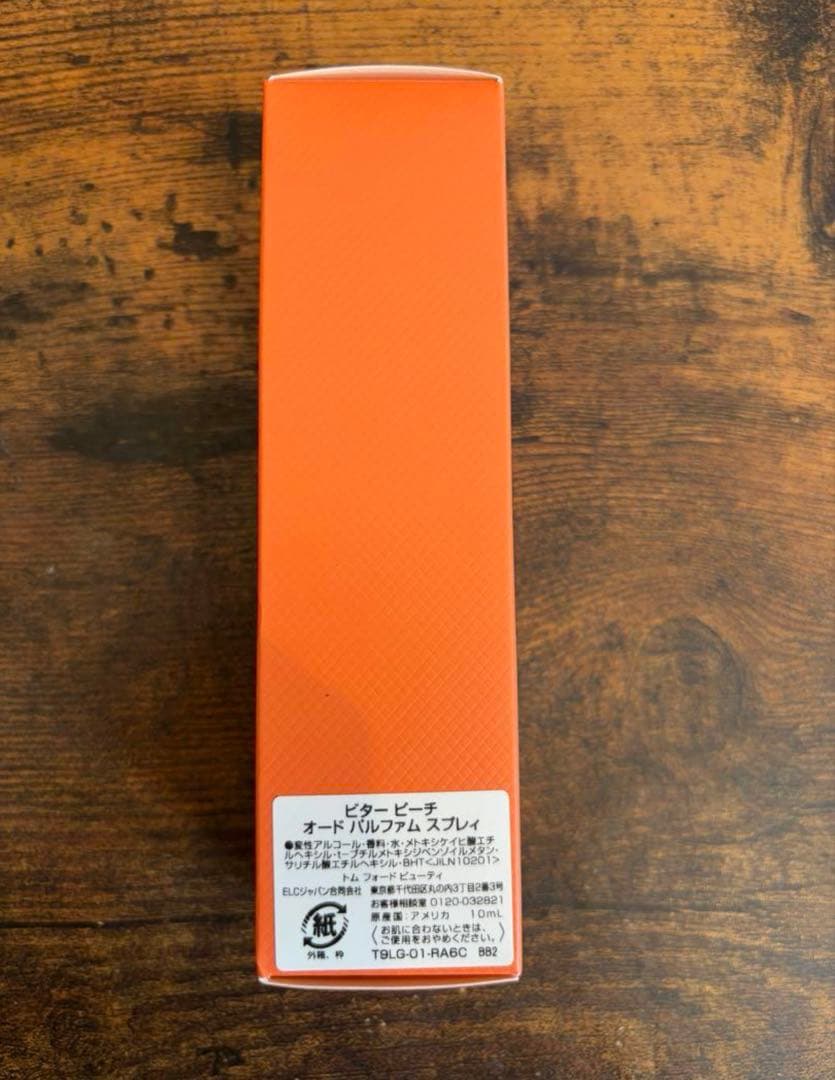 ビター ピーチ
オード パルファム スプレィ
●変性アルコール・香料・水・メトキシケイヒ酸エチ
ルヘキシル・t-ブチルメトキシジベンゾイルメタン・
サリチル酸エチルヘキシル・BHT<JILN10201>
トム フォード ビューティ
ELCジャパン合同会社 東京都千代田区丸の内3丁目2番3号
お客様相談室 0120-032821
原産国:アメリカ 10mL
紙
外箱、枠
〈お肌に合わないときは、
ご使用をおやめください。〉
T9LG-01-RA6C BB2